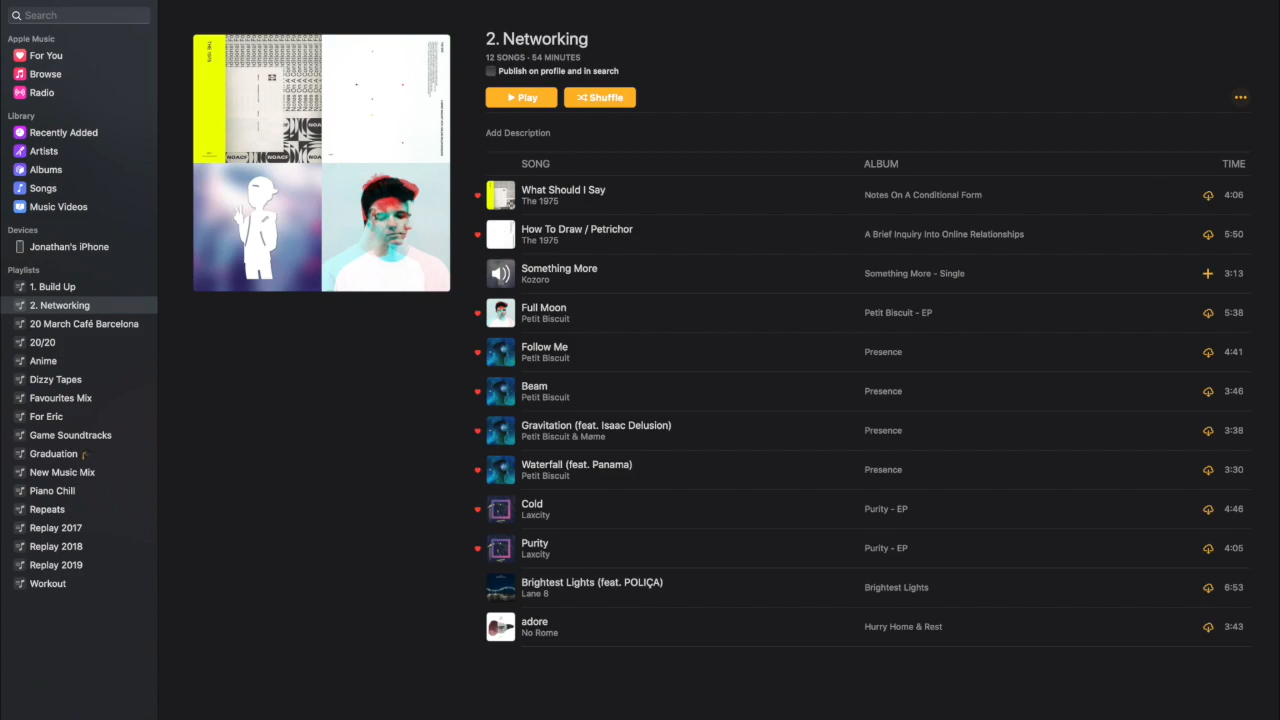 Search
Apple Music
For You
Browse
Radio
Library
Recently Added
Artists
Albums
Songs
Music Videos
Devices
Jonathan's iPhone
Playlists
1. Build Up
2. Networking
20 March Café Barcelona
20/20
Anime
Dizzy Tapes
Favourites Mix
For Eric
Game Soundtracks
Graduation
New Music Mix
Piano Chill
Repeats
Replay 2017
Replay 2018
Replay 2019
Workout
THE 1975
Notes On A Conditional Form
NOACF
2. Networking
12 SONGS • 54 MINUTES
Publish on profile and in search
Play
Shuffle
Add Description
SONG ALBUM TIME
What Should I Say
The 1975
Notes On A Conditional Form
4:06
How To Draw / Petrichor
The 1975
A Brief Inquiry Into Online Relationships
5:50
Something More
Kozoro
Something More - Single
3:13
Full Moon
Petit Biscuit
Petit Biscuit - EP
5:38
Follow Me
Petit Biscuit
Presence
4:41
Beam
Petit Biscuit
Presence
3:46
Gravitation (feat. Isaac Delusion)
Petit Biscuit & Møme
Presence
3:38
Waterfall (feat. Panama)
Petit Biscuit
Presence
3:30
Cold
Laxcity
Purity - EP
4:46
Purity
Laxcity
Purity - EP
4:05
Brightest Lights (feat. POLIÇA)
Lane 8
Brightest Lights
6:53
adore
No Rome
Hurry Home & Rest
3:43